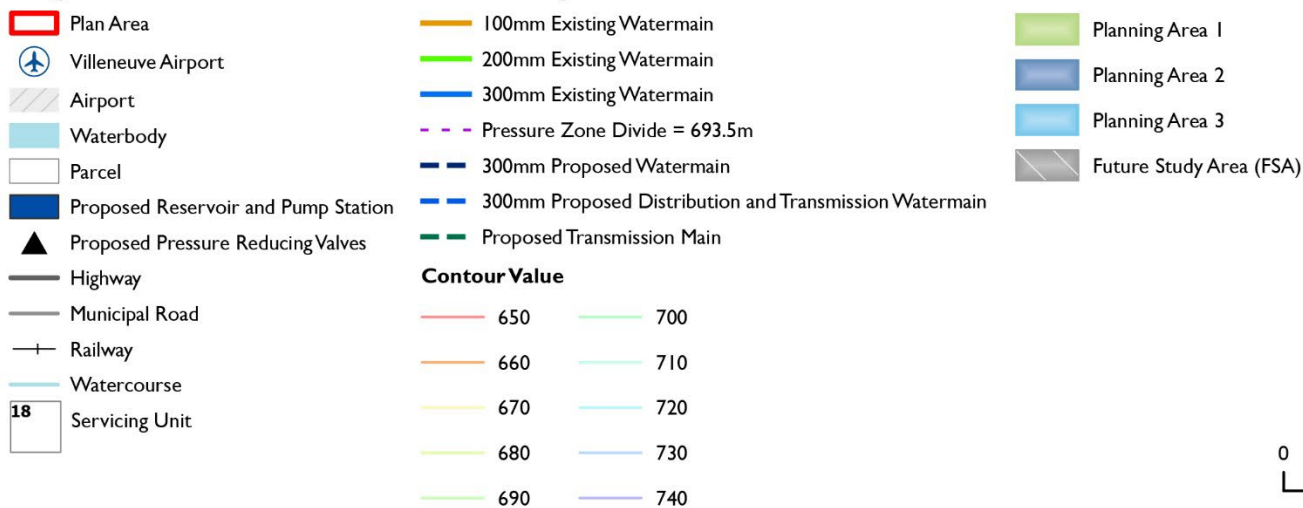 Plan Area
Villeneuve Airport
Airport
Waterbody
Parcel
Proposed Reservoir and Pump Station
Proposed Pressure Reducing Valves
Highway
Municipal Road
Railway
Watercourse
18
Servicing Unit
100mm Existing Watermain
200mm Existing Watermain
300mm Existing Watermain
Pressure Zone Divide = 693.5m
300mm Proposed Watermain
300mm Proposed Distribution and Transmission Watermain
Proposed Transmission Main
Contour Value
650
660
670
680
690
700
710
720
730
740
Planning Area 1
Planning Area 2
Planning Area 3
Future Study Area (FSA)
0